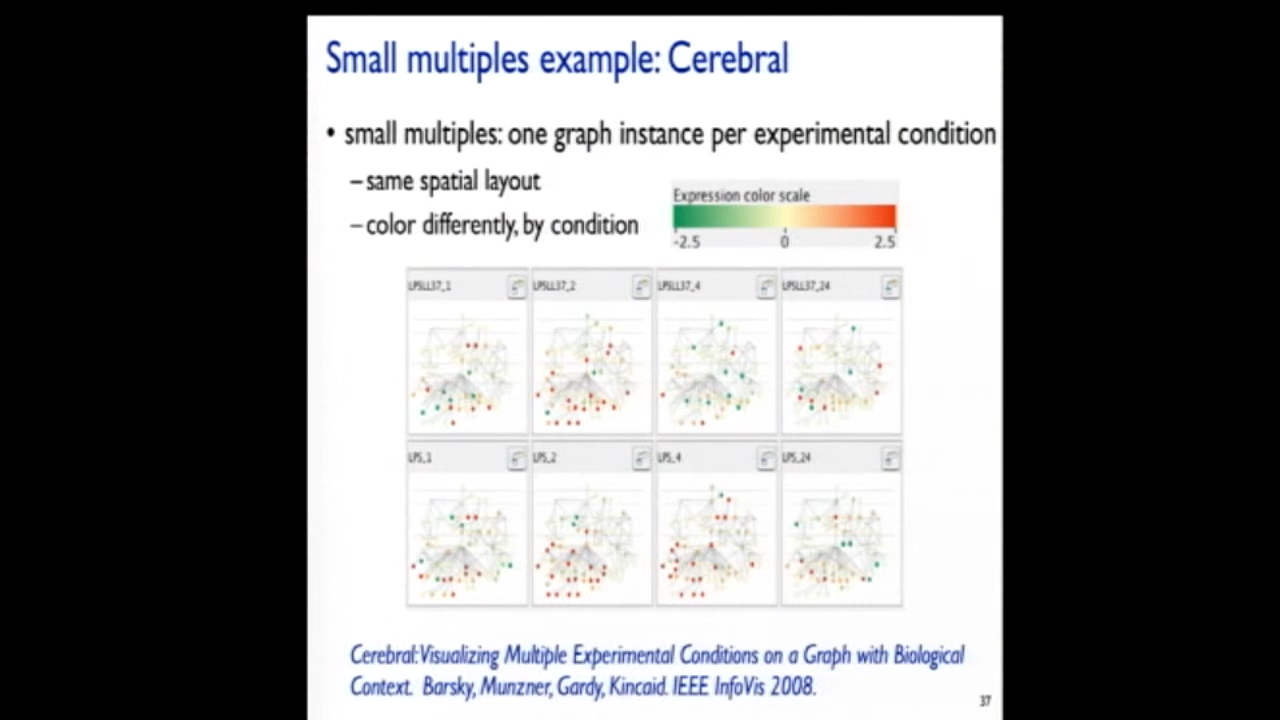 Small multiples example: Cerebral
• small multiples: one graph instance per experimental condition
– same spatial layout
– color differently, by condition
Expression color scale
-2.5 0 2.5
LPSLL37_1 LPSLL37_2 LPSLL37_4 LPSLL37_24
LPS_1 LPS_2 LPS_4 LPS_24
Cerebral: Visualizing Multiple Experimental Conditions on a Graph with Biological
Context. Barsky, Munzner, Gardy, Kincaid. IEEE InfoVis 2008.
37